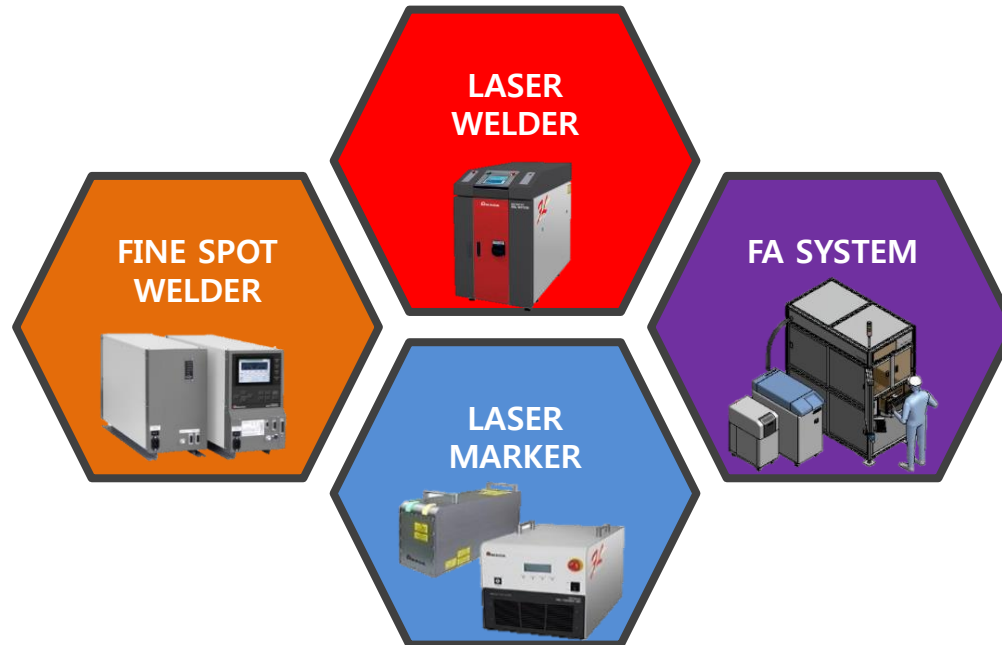 LASER
WELDER
FINE SPOT
WELDER
FA SYSTEM
LASER
MARKER